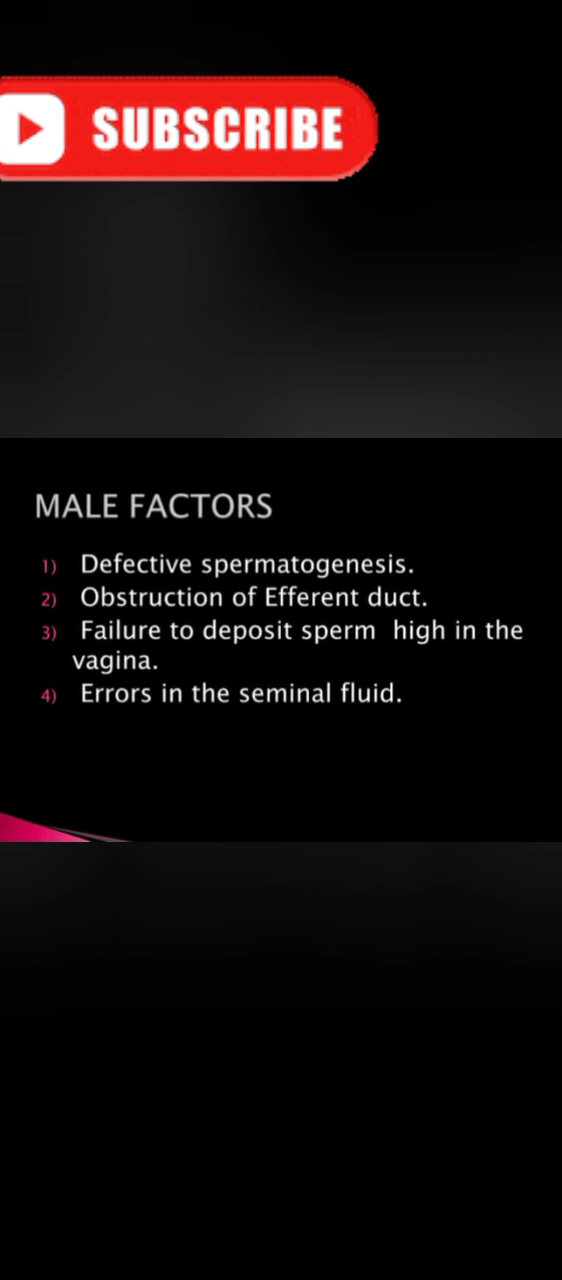 SUBSCRIBE
MALE FACTORS
1) Defective spermatogenesis.
2) Obstruction of Efferent duct.
3) Failure to deposit sperm  high in the
vagina.
4) Errors in the seminal fluid.